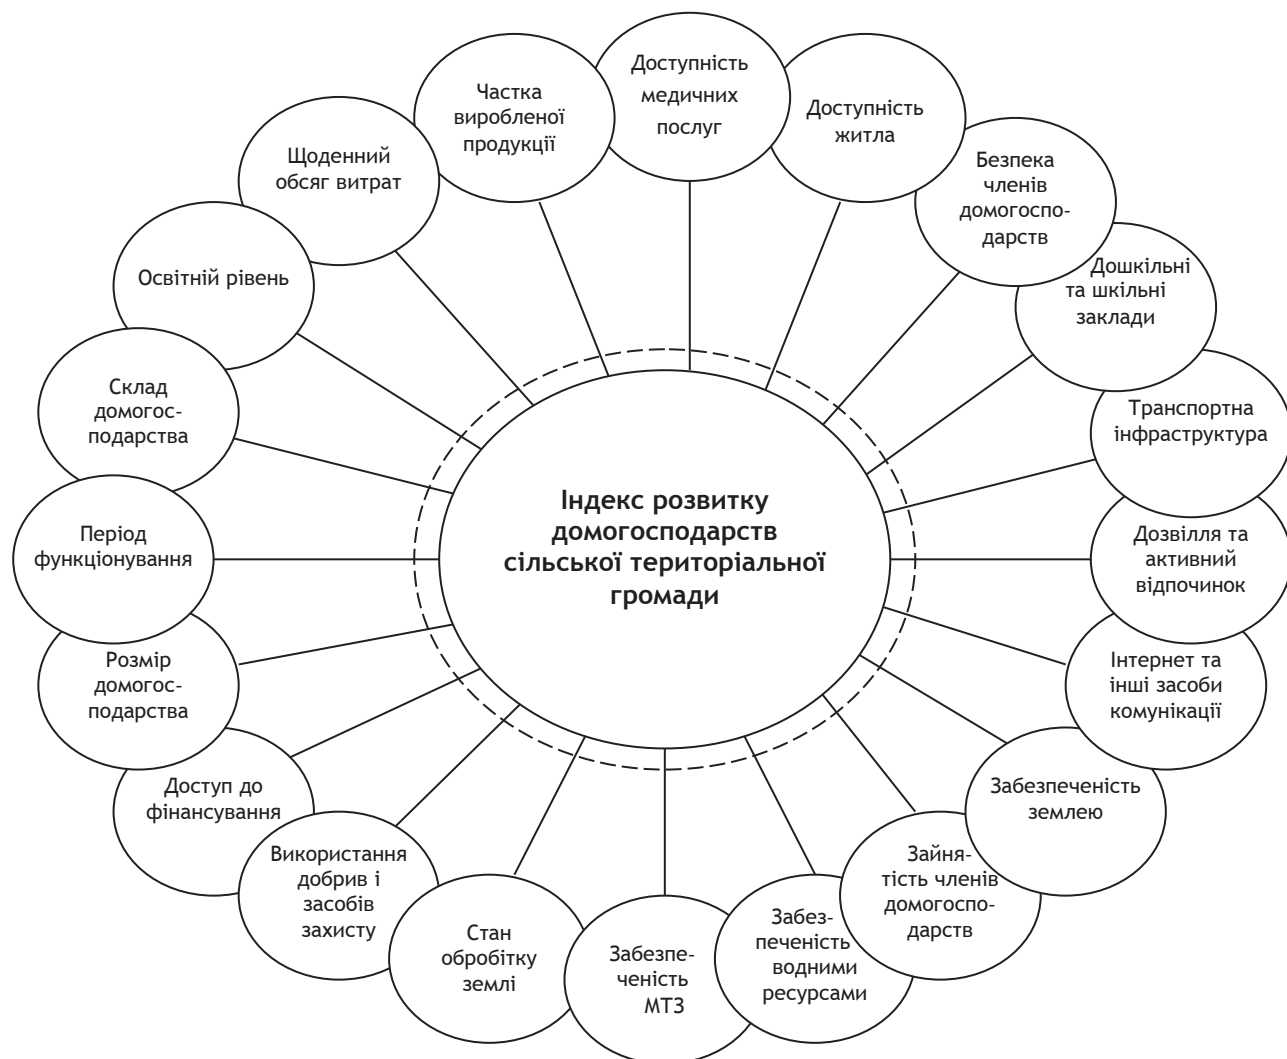 Доступність
медичних
послуг
Доступність
житла
Безпека
членів
домогоспо-
дарств
Дошкільні
та шкільні
заклади
Транспортна
інфраструктура
Дозвілля та
активний
відпочинок
Інтернет та
інші засоби
комунікації
Забезпеченість
землею
Зайня-
тість членів
домогоспо-
дарств
Забез-
печеність
водними
ресурсами
Забезпе-
ченість
МТЗ
Стан
обробітку
землі
Використання
добрив і
засобів
захисту
Доступ до
фінансування
Розмір
домогос-
подарства
Період
функціонування
Склад
домогос-
подарства
Освітній рівень
Щоденний
обсяг витрат
Частка
виробленої
продукції
Індекс розвитку
домогосподарств
сільської територіальної
громади